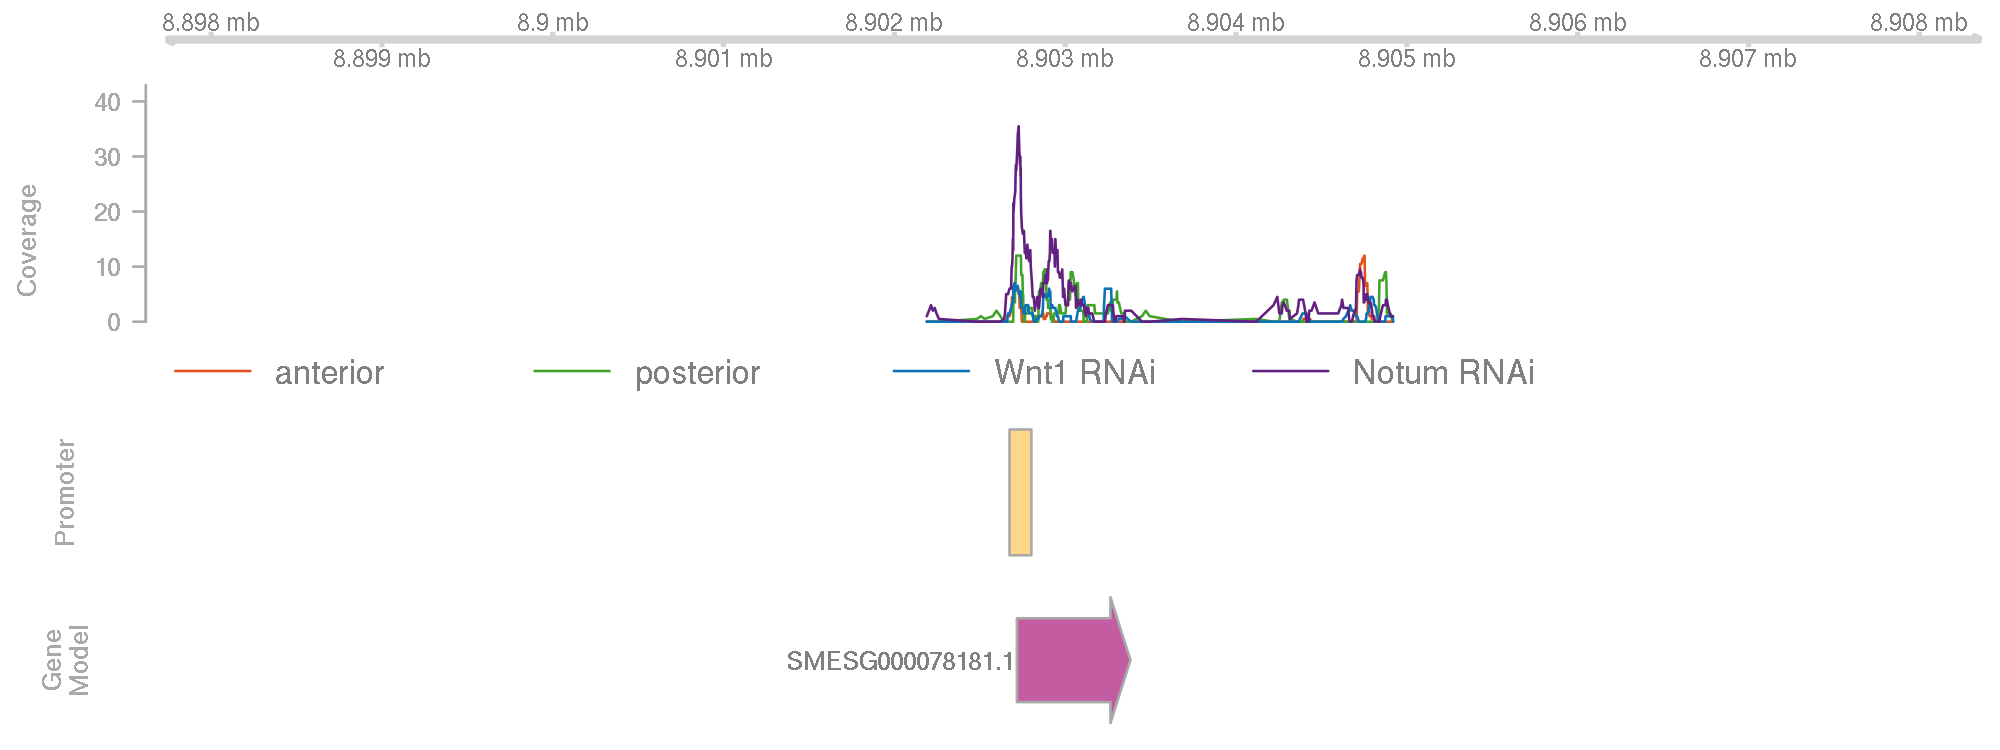 8.898 mb 8.9 mb 8.902 mb 8.904 mb 8.906 mb 8.908 mb
8.899 mb 8.901 mb 8.903 mb 8.905 mb 8.907 mb
Coverage
40
30
20
10
0
anterior posterior Wnt1 RNAi Notum RNAi
Promoter
Gene
Model
SMESG000078181.1